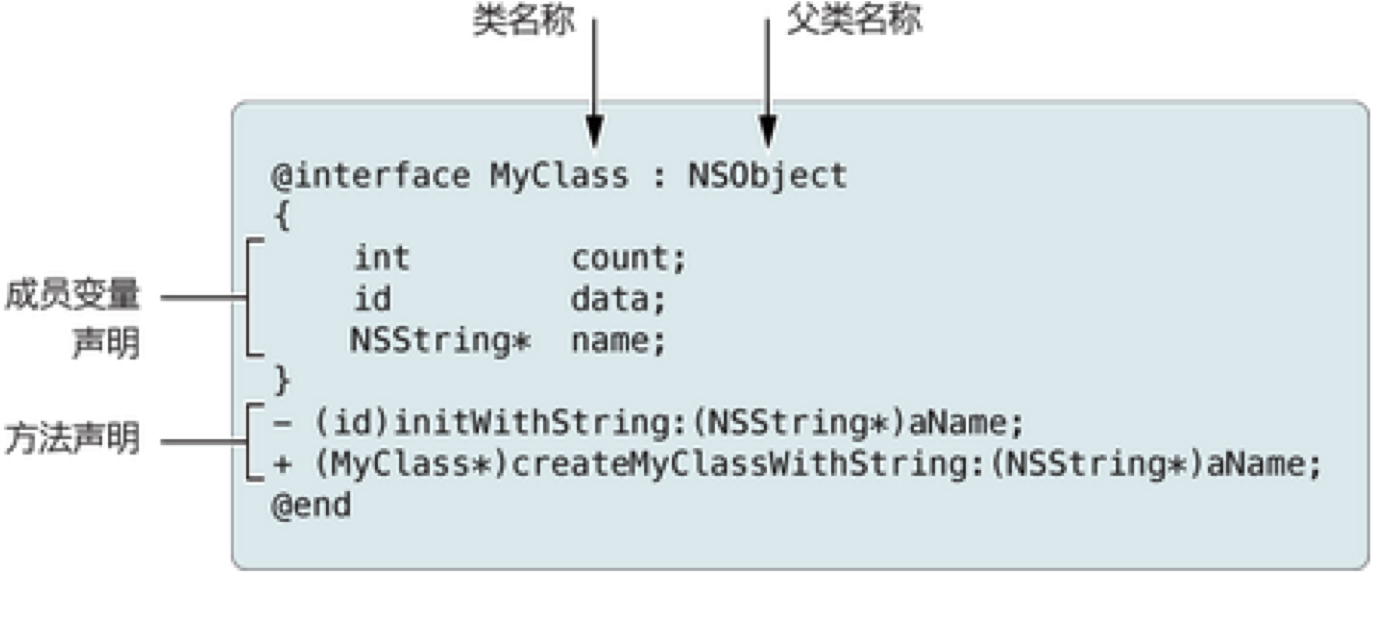 类名称 父类名称
@interface MyClass : NSObject
{
int count;
成员变量 id data;
声明 NSString* name;
}
方法声明 - (id)initWithString:(NSString*)aName;
+ (MyClass*)createMyClassWithString:(NSString*)aName;
@end